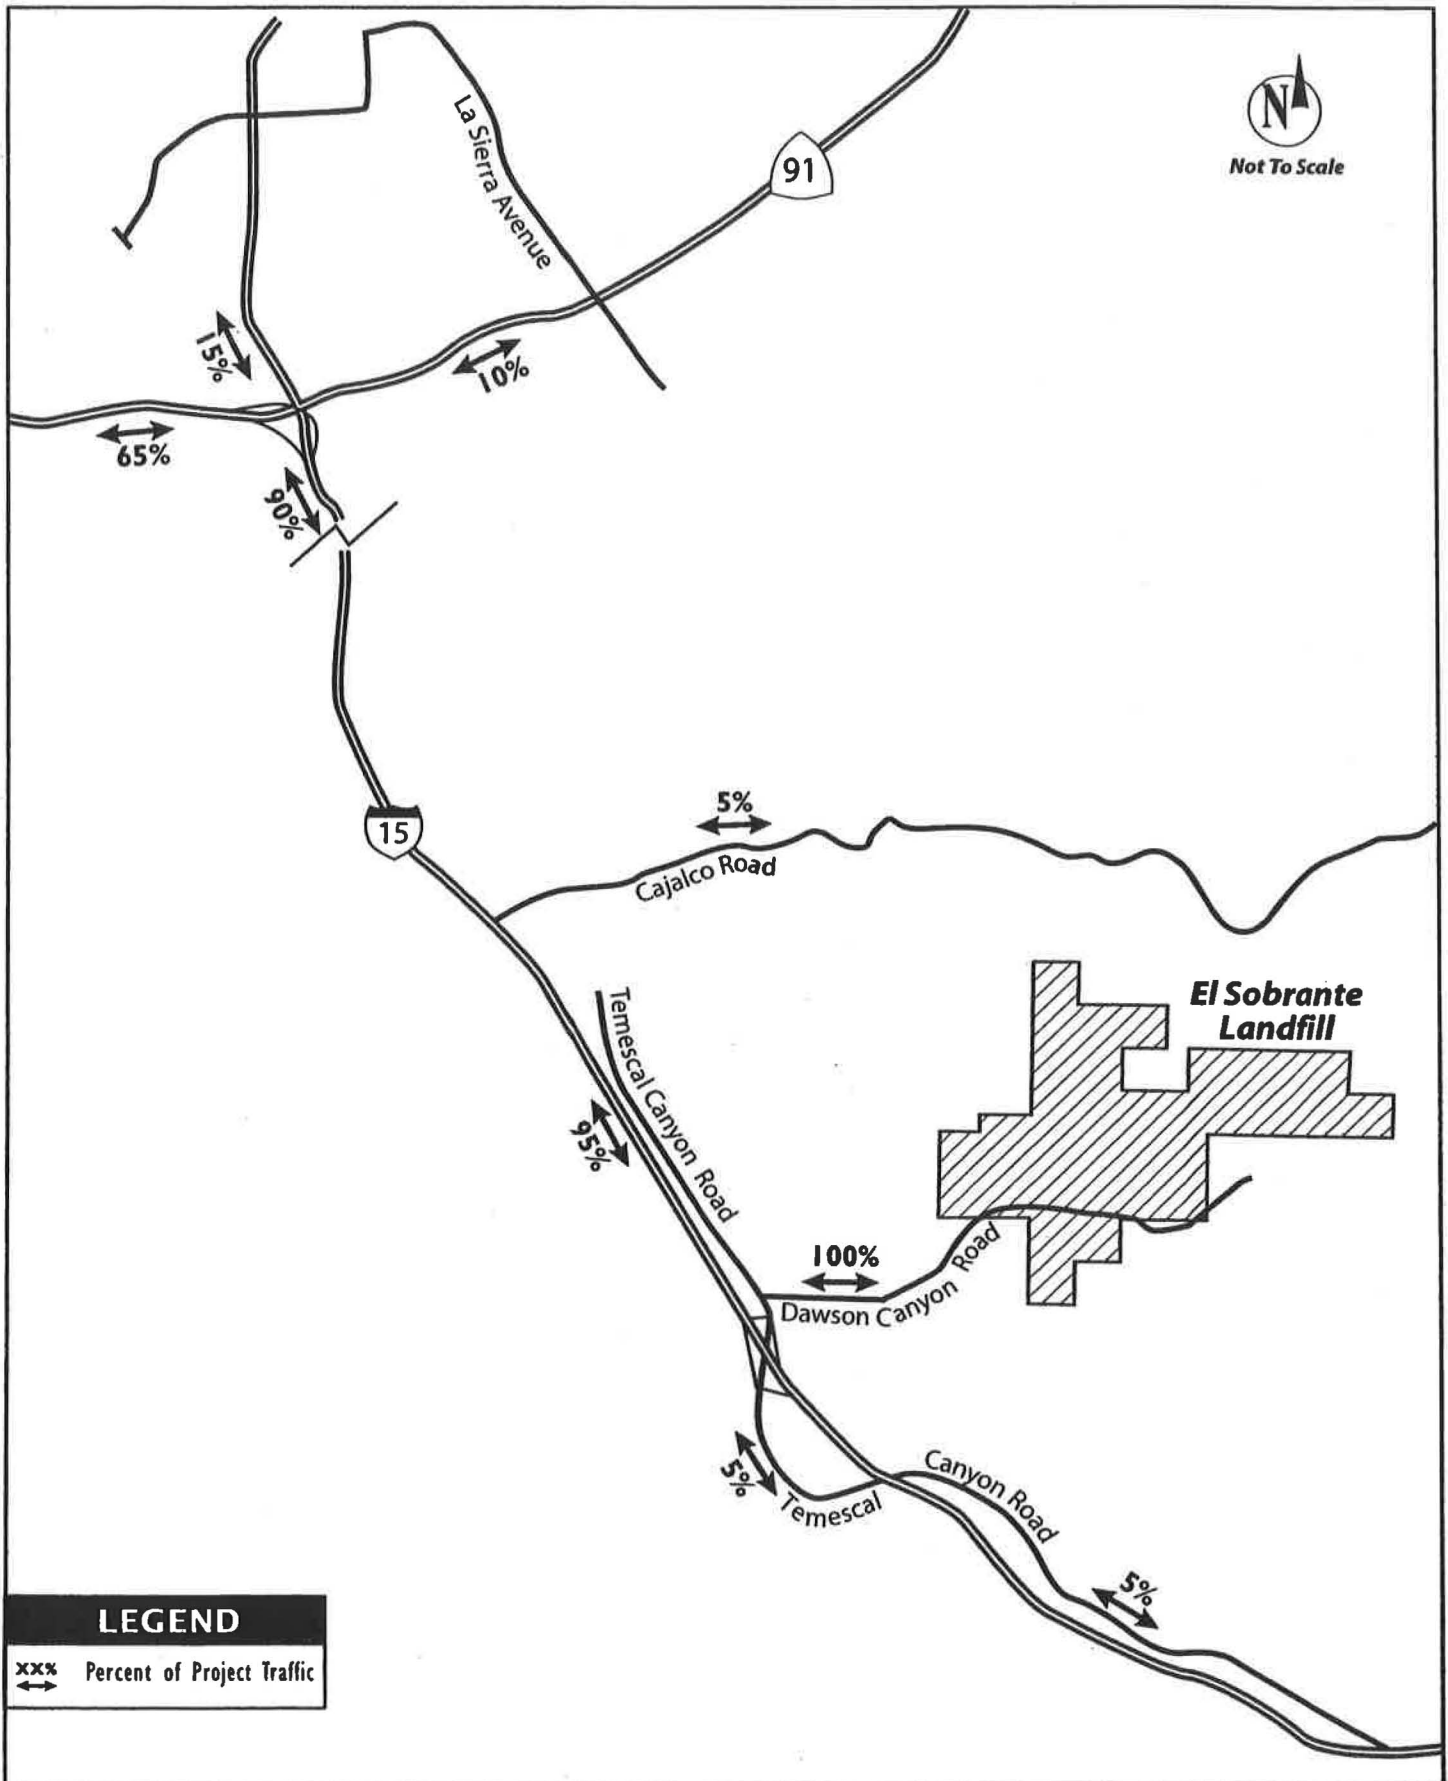 N
Not To Scale
La Sierra Avenue
91
15%
10%
65%
90%
15
5%
Cajalco Road
El Sobrante
Landfill
Temescal Canyon Road
95%
100%
Dawson Canyon Road
5%
Temescal
Canyon Road
5%
LEGEND
XX% Percent of Project Traffic